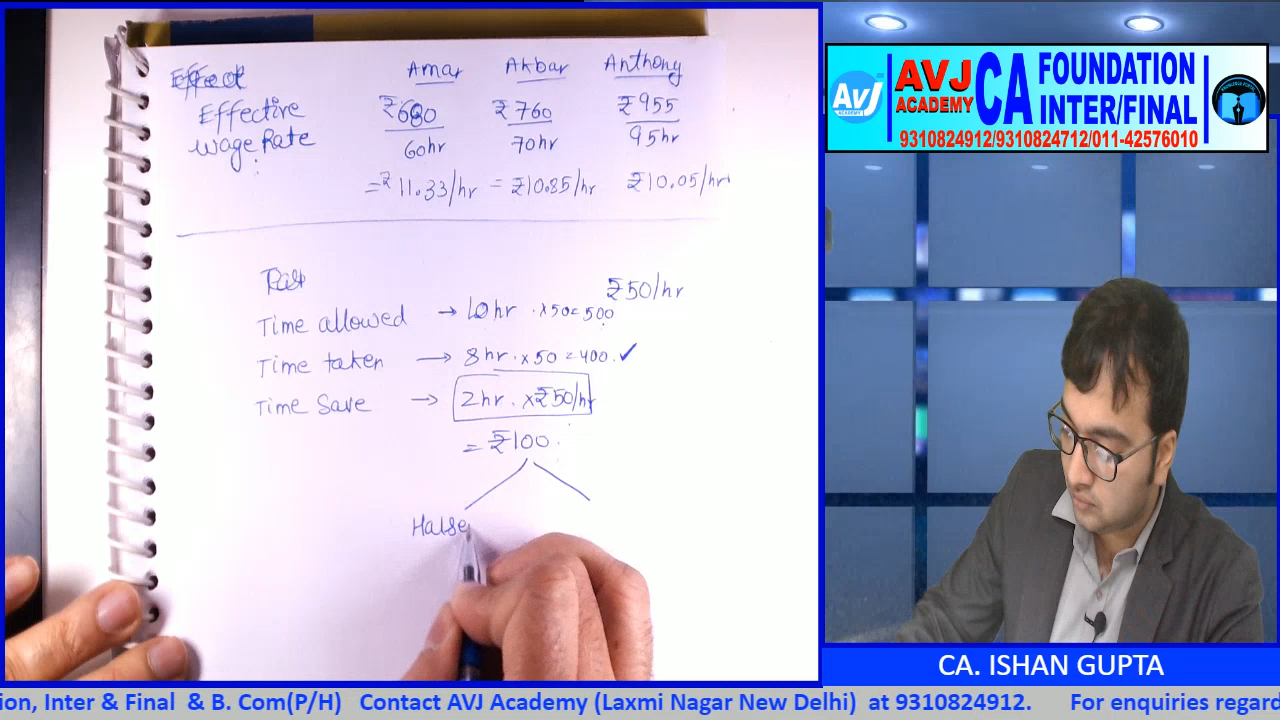 Effect
Amar Akbar Anthony
Effective ₹680 ₹760 ₹955
Wage Rate 60hr 70hr 95hr
=₹11.33/hr =₹10.85/hr ₹10.05/hr
₹50/hr
Time allowed → 10hr ×50=500
Time taken → 8hr. ×50=400. ✓
Time Save → 2hr. ×₹50/hr
= ₹100.
Halse
AVJ
AVJ ACADEMY CA FOUNDATION INTER/FINAL
9310824912/9310824712/011-42576010
CA. ISHAN GUPTA
ion, Inter & Final & B. Com(P/H) Contact AVJ Academy (Laxmi Nagar New Delhi) at 9310824912. For enquiries regard